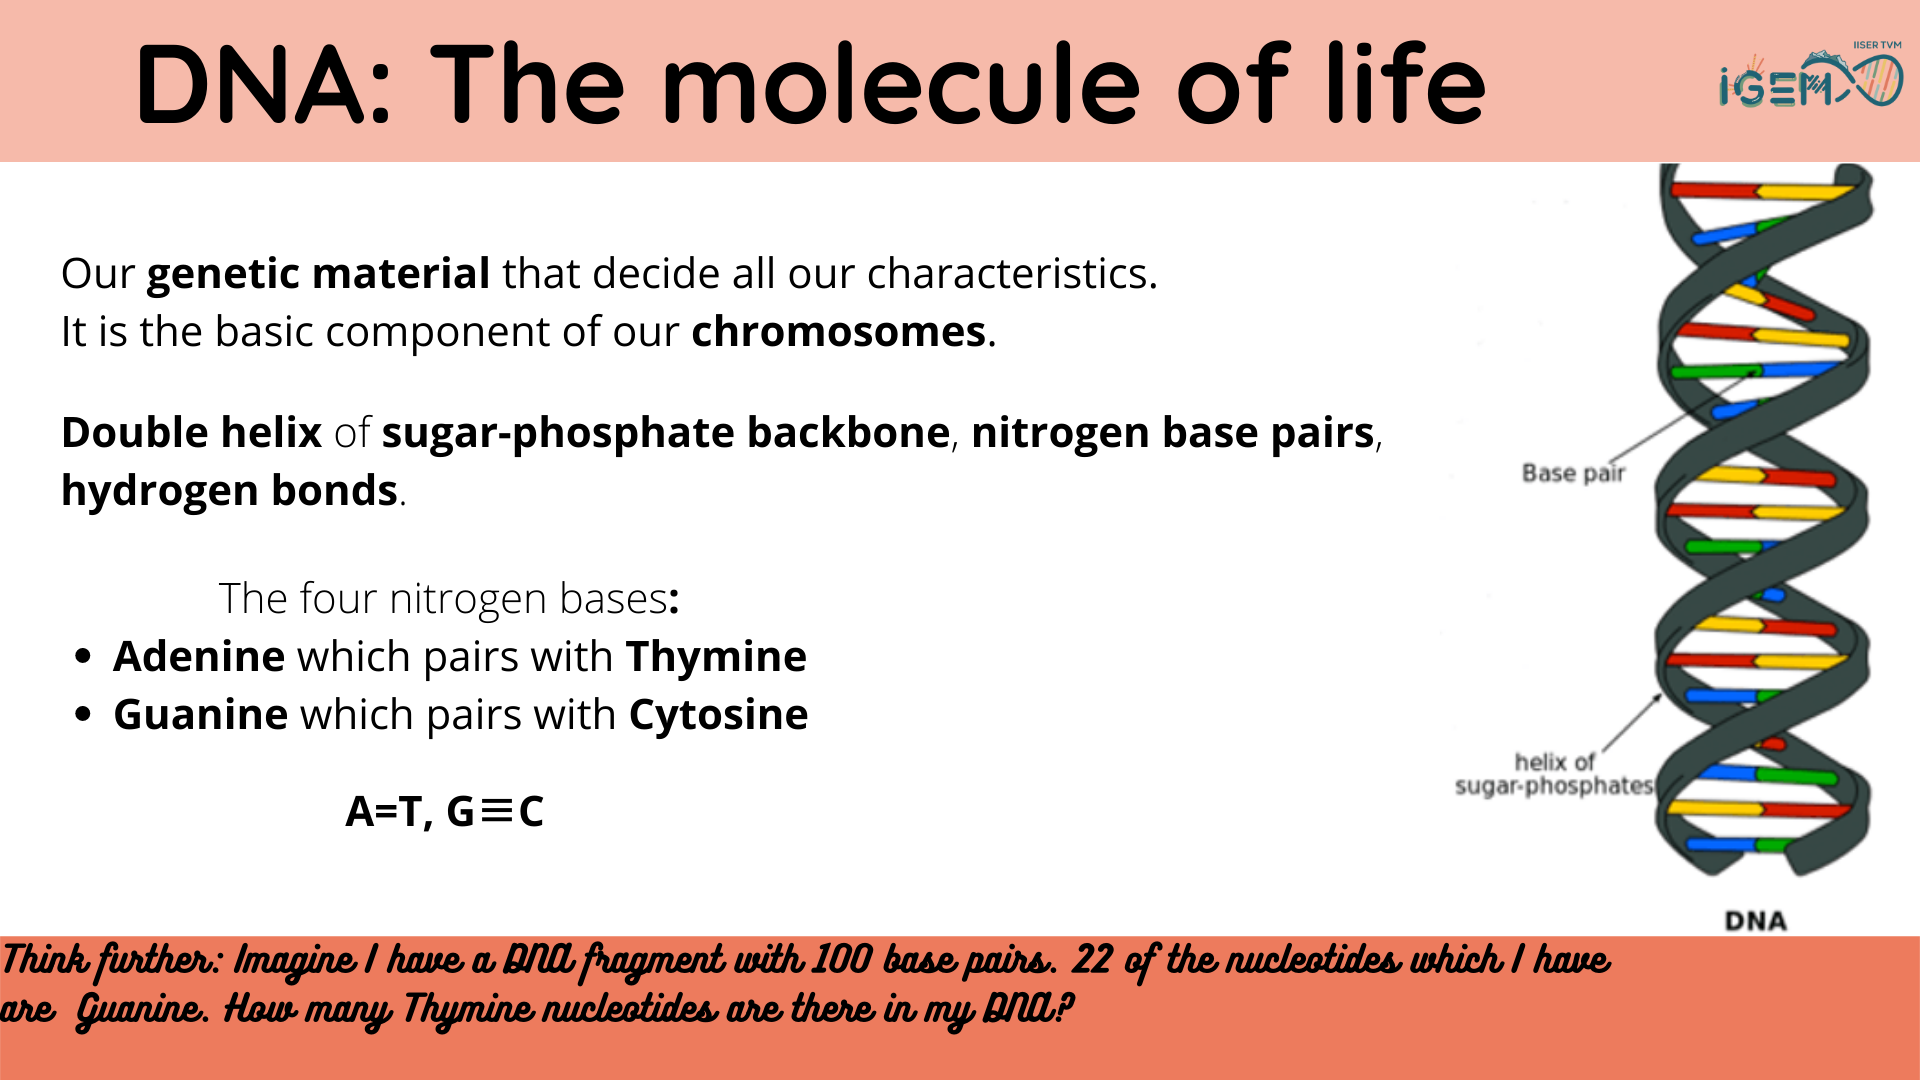 DNA: The molecule of life
IISER TVM
iGEM
Our genetic material that decide all our characteristics.
It is the basic component of our chromosomes.
Double helix of sugar-phosphate backbone, nitrogen base pairs,
hydrogen bonds.
The four nitrogen bases:
• Adenine which pairs with Thymine
• Guanine which pairs with Cytosine
A=T, G≡C
Base pair
helix of
sugar-phosphates
DNA
Think further: Imagine I have a DNA fragment with 100 base pairs. 22 of the nucleotides which I have
are Guanine. How many Thymine nucleotides are there in my DNA?